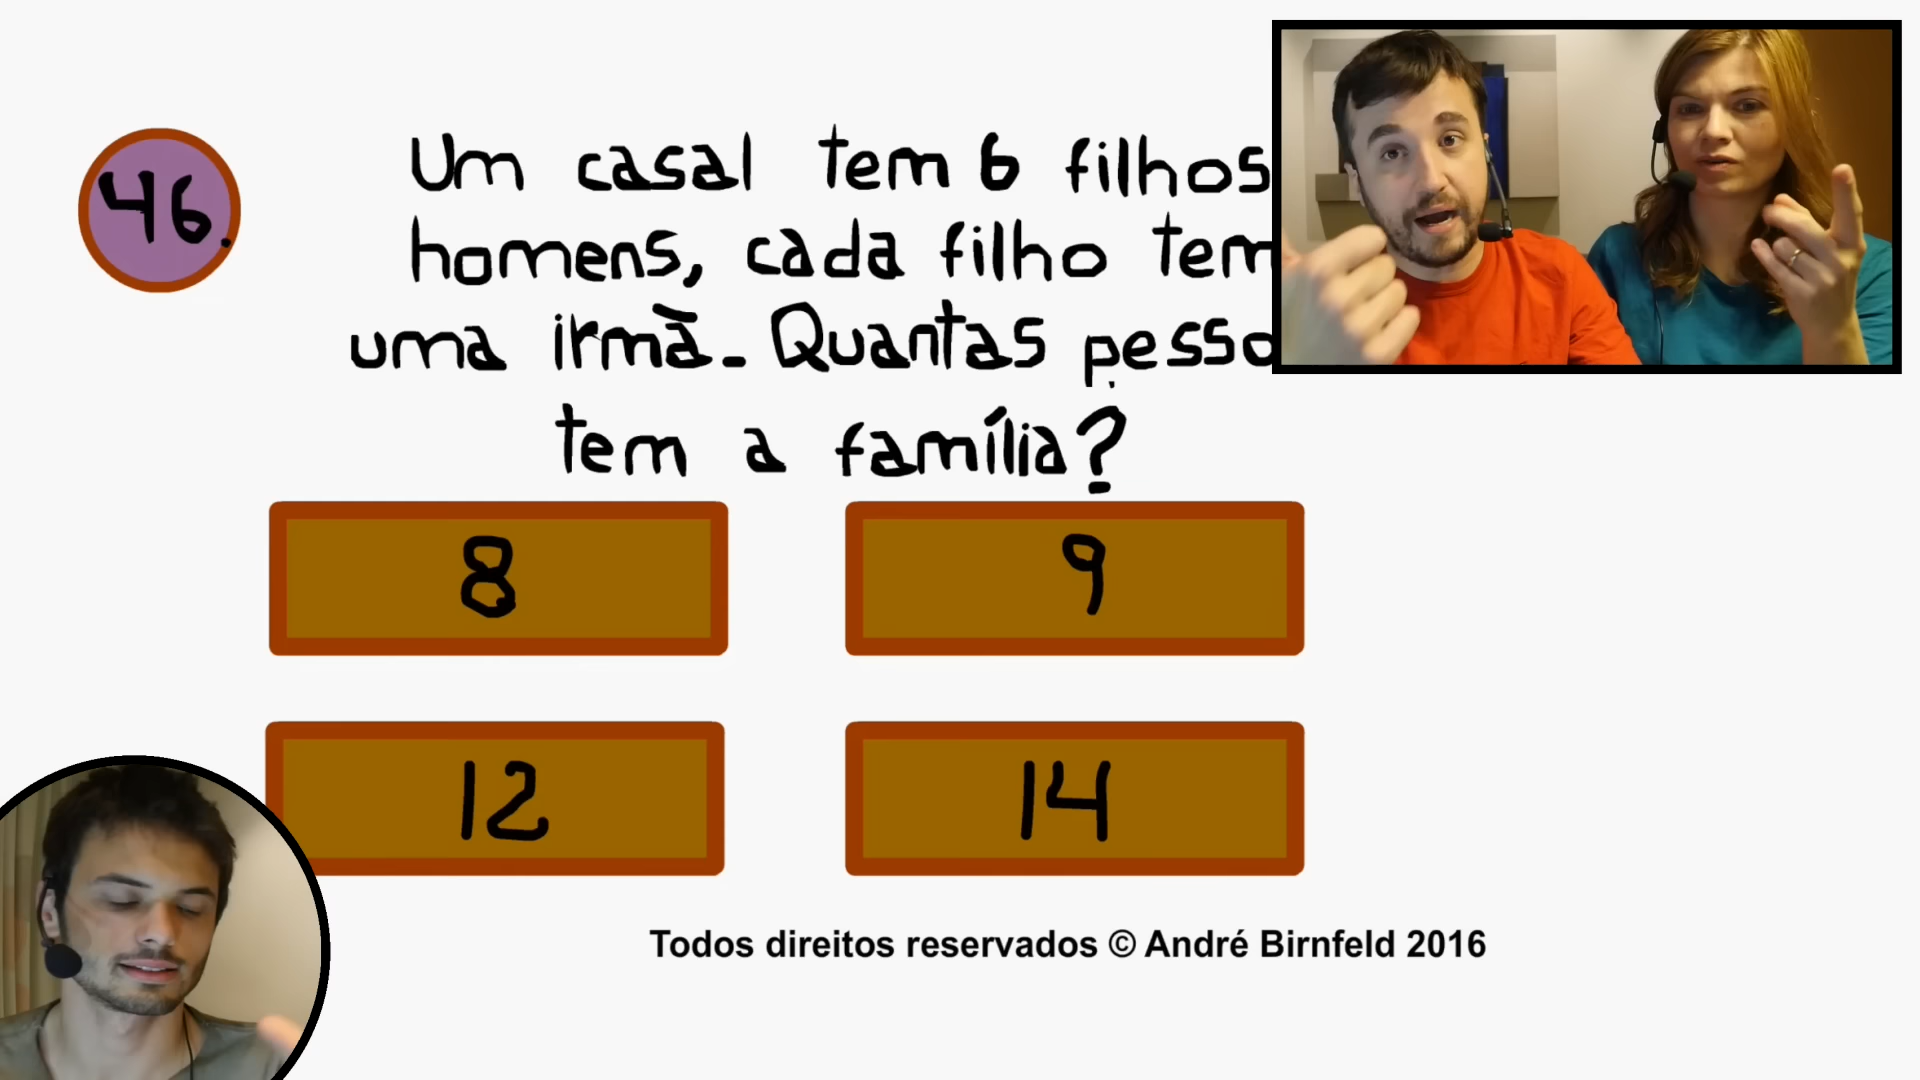 46.
Um casal tem 6 filhos
homens, cada filho tem
uma irmã. Quantas
tem a família?
8
9
12
14
Todos direitos reservados © André Birnfeld 2016